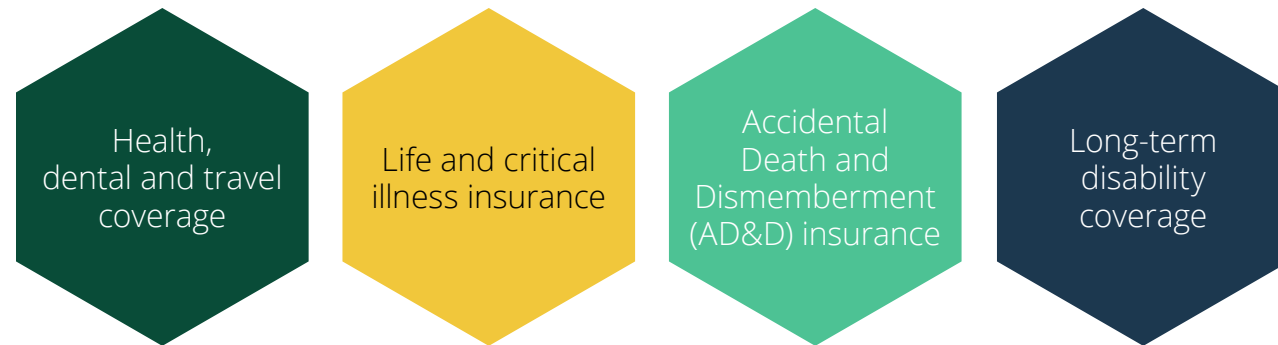 Health,
dental and travel
coverage
Life and critical
illness insurance
Accidental
Death and
Dismemberment
(AD&D) insurance
Long-term
disability
coverage